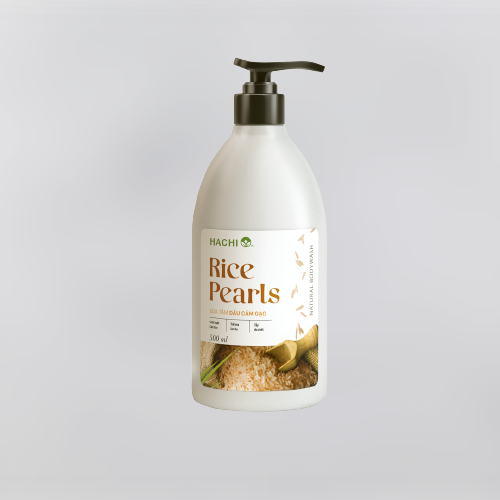 HACHI
Rice
Pearls
SỮA TẮM DẦU CÁM GẠO
500 ml
NATURAL BODYWASH